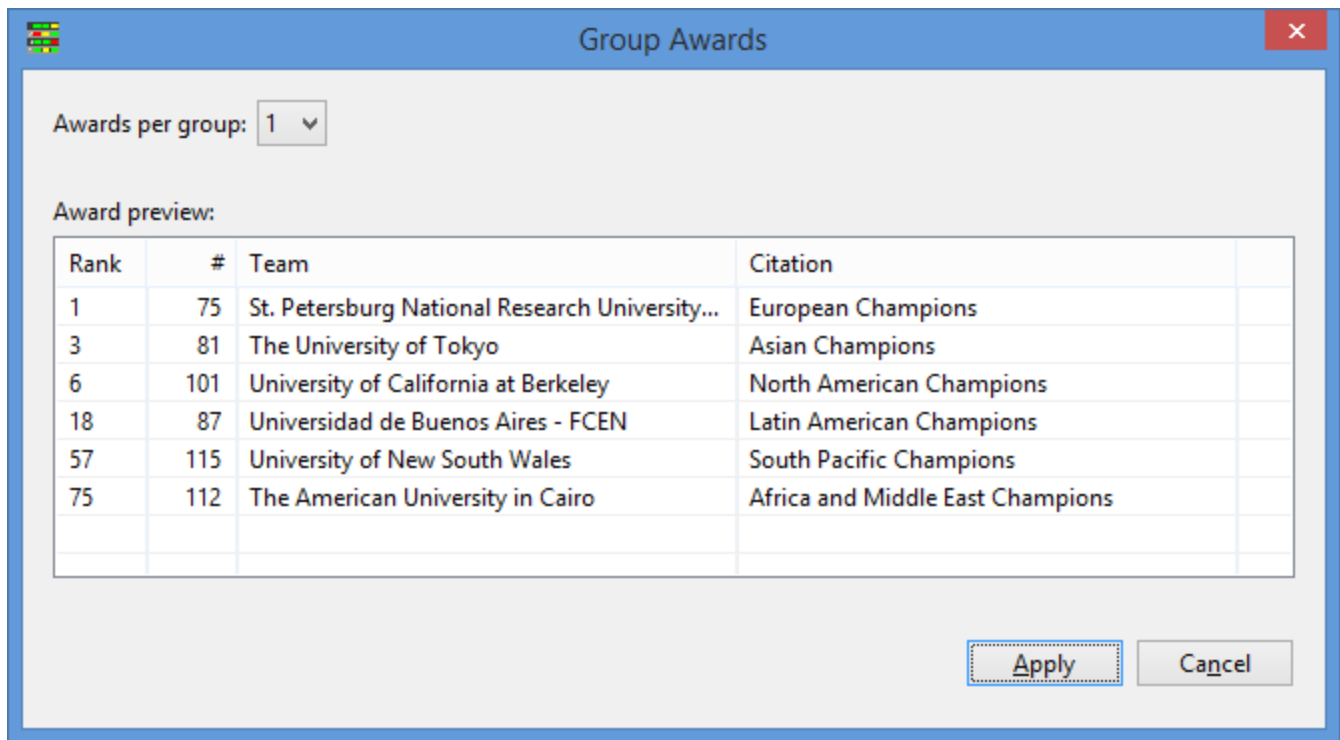 Group Awards
Awards per group: 1
Award preview:
Rank # Team Citation
1 75 St. Petersburg National Research University... European Champions
3 81 The University of Tokyo Asian Champions
6 101 University of California at Berkeley North American Champions
18 87 Universidad de Buenos Aires - FCEN Latin American Champions
57 115 University of New South Wales South Pacific Champions
75 112 The American University in Cairo Africa and Middle East Champions
Apply Cancel